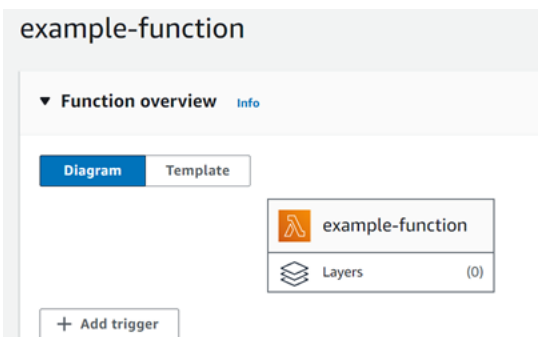 example-function
Function overview Info
Diagram Template
example-function
Layers (0)
+ Add trigger